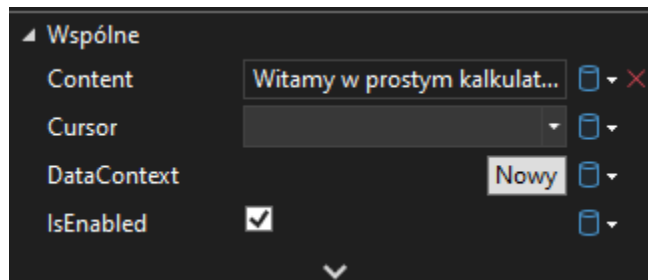 Wspólne
Content Witamy w prostym kalkulat...
Cursor
DataContext Nowy
IsEnabled